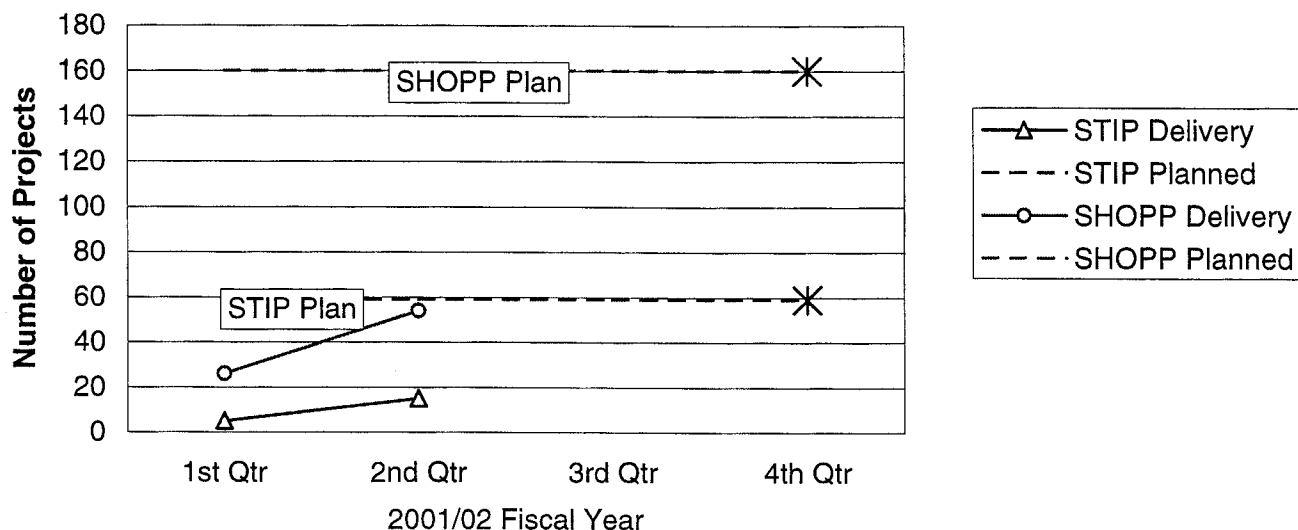 Number of Projects
180
160
140
120
100
80
60
40
20
0
SHOPP Plan
STIP Plan
1st Qtr 2nd Qtr 3rd Qtr 4th Qtr
2001/02 Fiscal Year
STIP Delivery
STIP Planned
SHOPP Delivery
SHOPP Planned